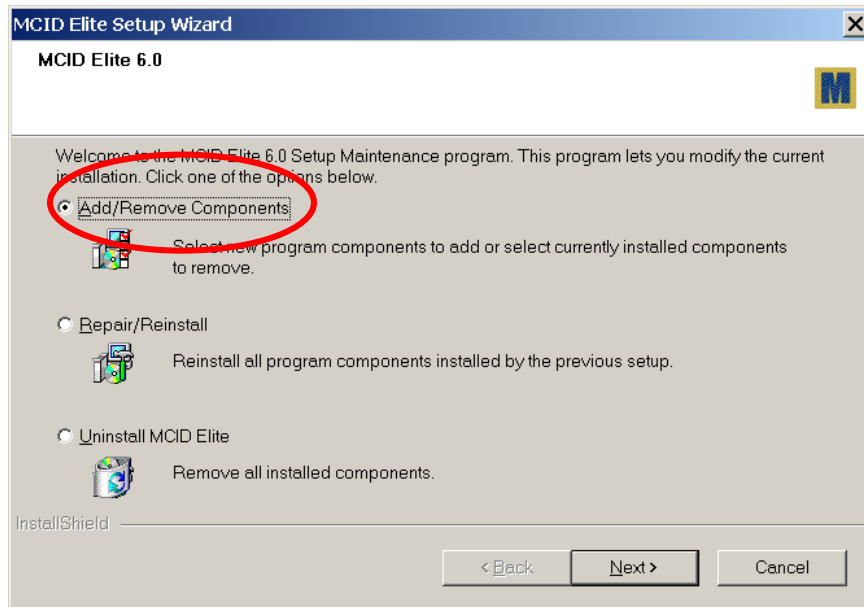 MCID Elite Setup Wizard
MCID Elite 6.0
M
Welcome to the MCID Elite 6.0 Setup Maintenance program. This program lets you modify the current
installation. Click one of the options below.
Add/Remove Components
Select new program components to add or select currently installed components
to remove.
Repair/Reinstall
Reinstall all program components installed by the previous setup.
Uninstall MCID Elite
Remove all installed components.
InstallShield
< Back Next > Cancel